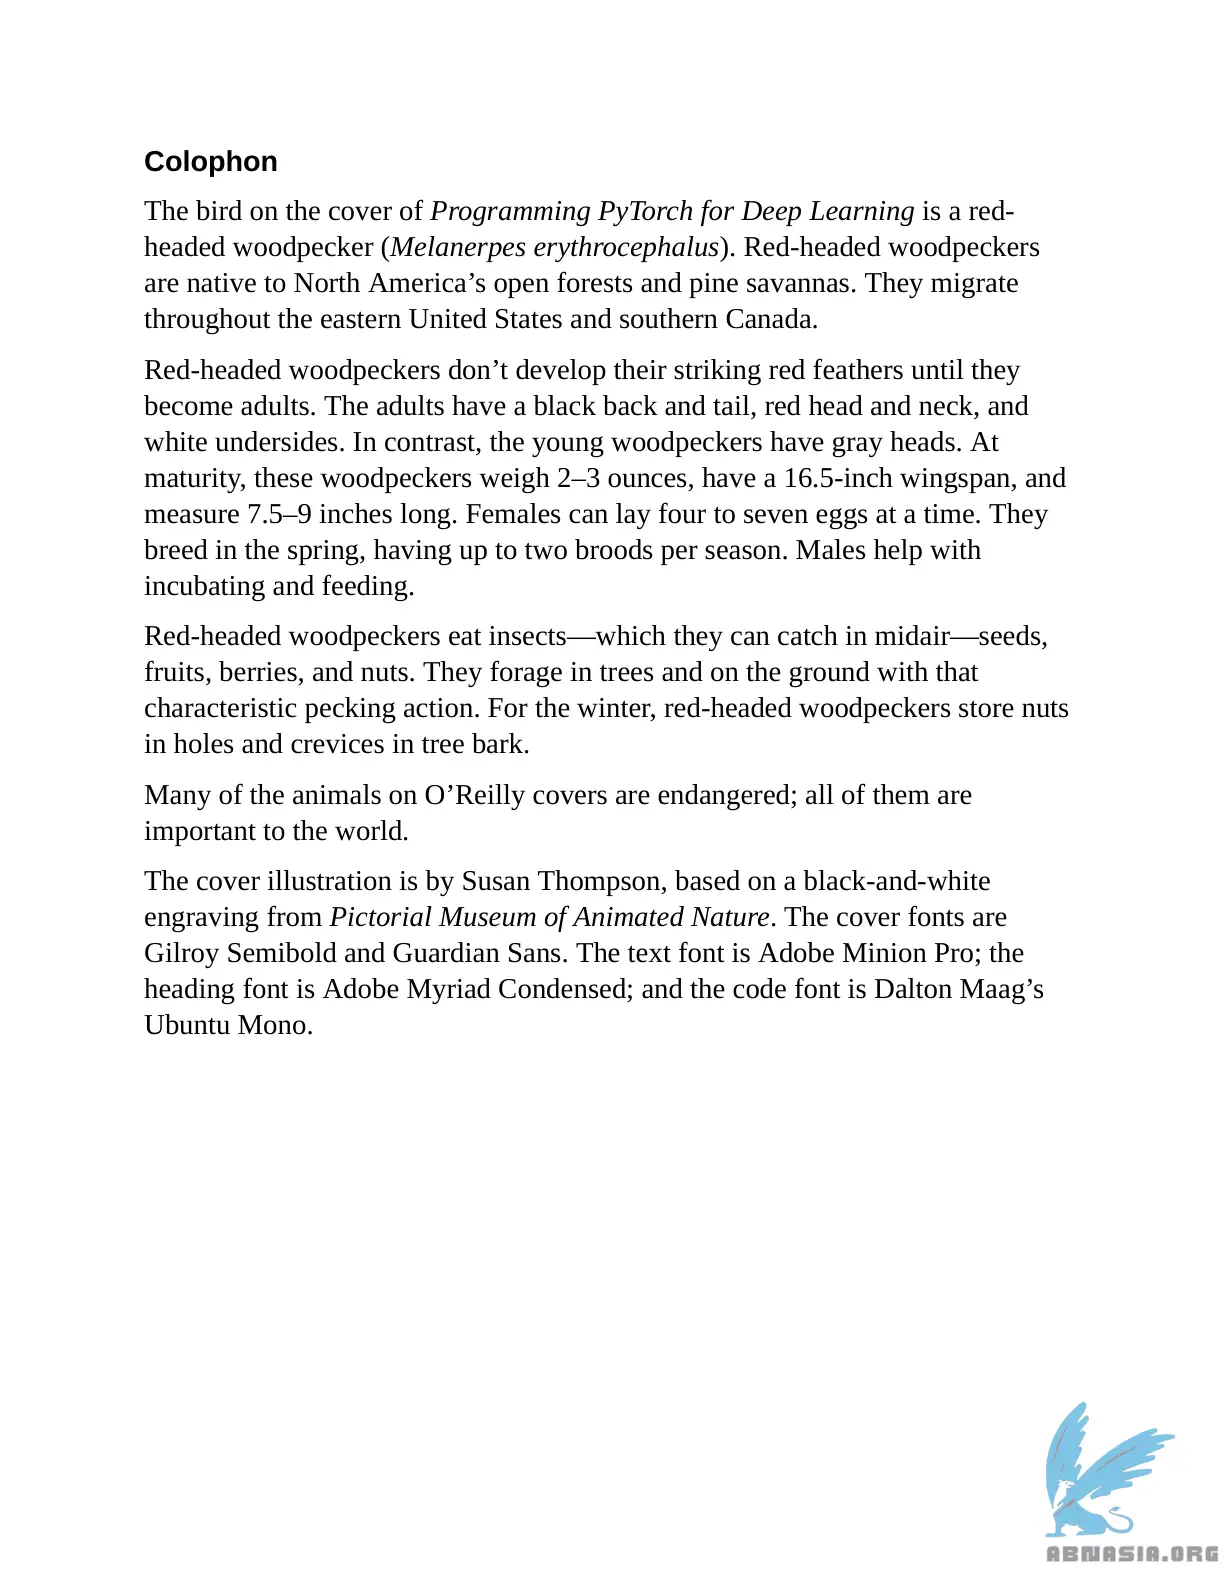 Colophon
The bird on the cover of Programming PyTorch for Deep Learning is a red-
headed woodpecker (Melanerpes erythrocephalus). Red-headed woodpeckers
are native to North America’s open forests and pine savannas. They migrate
throughout the eastern United States and southern Canada.
Red-headed woodpeckers don’t develop their striking red feathers until they
become adults. The adults have a black back and tail, red head and neck, and
white undersides. In contrast, the young woodpeckers have gray heads. At
maturity, these woodpeckers weigh 2–3 ounces, have a 16.5-inch wingspan, and
measure 7.5–9 inches long. Females can lay four to seven eggs at a time. They
breed in the spring, having up to two broods per season. Males help with
incubating and feeding.
Red-headed woodpeckers eat insects—which they can catch in midair—seeds,
fruits, berries, and nuts. They forage in trees and on the ground with that
characteristic pecking action. For the winter, red-headed woodpeckers store nuts
in holes and crevices in tree bark.
Many of the animals on O’Reilly covers are endangered; all of them are
important to the world.
The cover illustration is by Susan Thompson, based on a black-and-white
engraving from Pictorial Museum of Animated Nature. The cover fonts are
Gilroy Semibold and Guardian Sans. The text font is Adobe Minion Pro; the
heading font is Adobe Myriad Condensed; and the code font is Dalton Maag’s
Ubuntu Mono.
ABNASIA.ORG